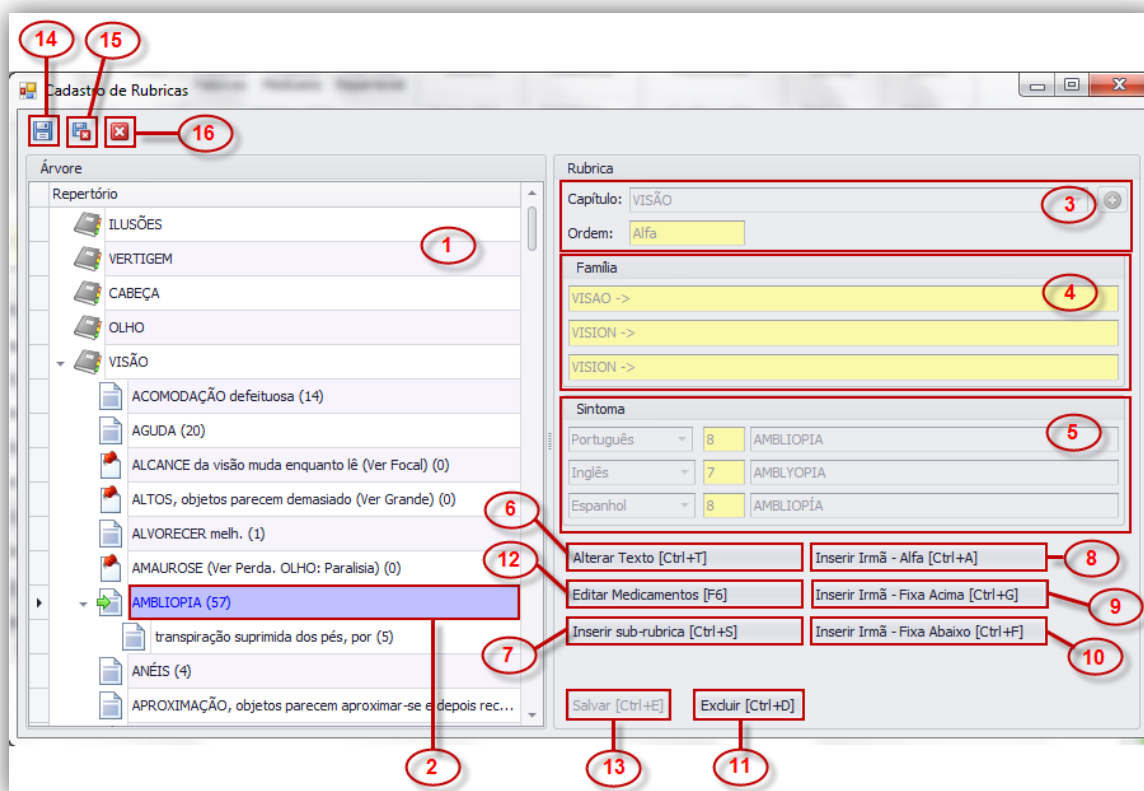 14
15
Cadastro de Rubricas
16
Árvore
Repertório
ILUSÕES
1
VERTIGEM
CABEÇA
OLHO
VISÃO
ACOMODAÇÃO defeituosa (14)
AGUDA (20)
ALCANCE da visão muda enquanto lê (Ver Focal) (0)
ALTOS, objetos parecem demasiado (Ver Grande) (0)
ALVORECER melh. (1)
AMAUROSE (Ver Perda. OLHO: Paralisia) (0)
AMBLIOPIA (57)
transpiração suprimida dos pés, por (5)
ANÉIS (4)
APROXIMAÇÃO, objetos parecem aproximar-se e depois rec...
2
Rubrica
Capítulo: VISÃO
3
Ordem: Alfa
Família
4
VISAO ->
VISION ->
VISION ->
Sintoma
5
Português 8 AMBLIOPIA
Inglês 7 AMBLYOPIA
Espanhol 8 AMBLIOPÍA
6 Alterar Texto [Ctrl+T] Inserir Irmã - Alfa [Ctrl+A] 8
12 Editar Medicamentos [F6] Inserir Irmã - Fixa Acima [Ctrl+G] 9
7 Inserir sub-rubrica [Ctrl+S] Inserir Irmã - Fixa Abaixo [Ctrl+F] 10
Salvar [Ctrl+E] Excluir [Ctrl+D]
13 11